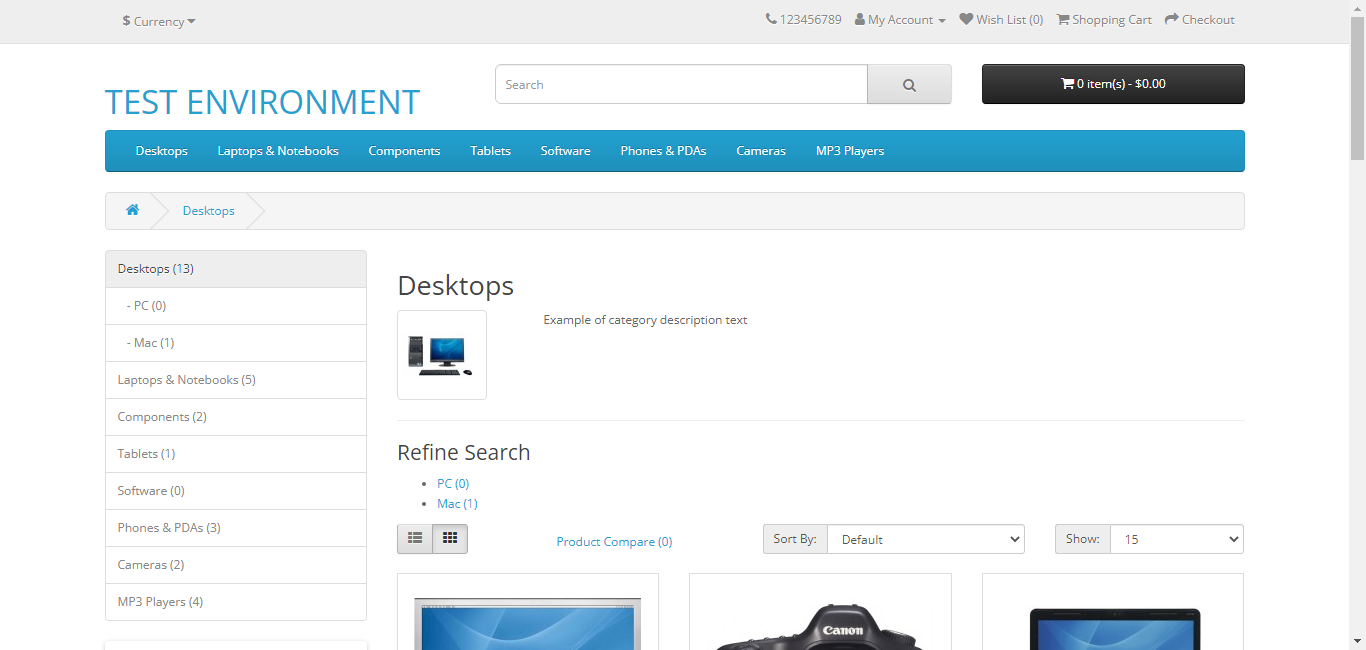 $ Currency
123456789 My Account Wish List (0) Shopping Cart Checkout
TEST ENVIRONMENT
Search
0 item(s) - $0.00
Desktops Laptops & Notebooks Components Tablets Software Phones & PDAs Cameras MP3 Players
Desktops
Desktops (13)
- PC (0)
- Mac (1)
Laptops & Notebooks (5)
Components (2)
Tablets (1)
Software (0)
Phones & PDAs (3)
Cameras (2)
MP3 Players (4)
Desktops
Example of category description text
Refine Search
PC (0)
Mac (1)
Product Compare (0)
Sort By: Default
Show: 15
Canon